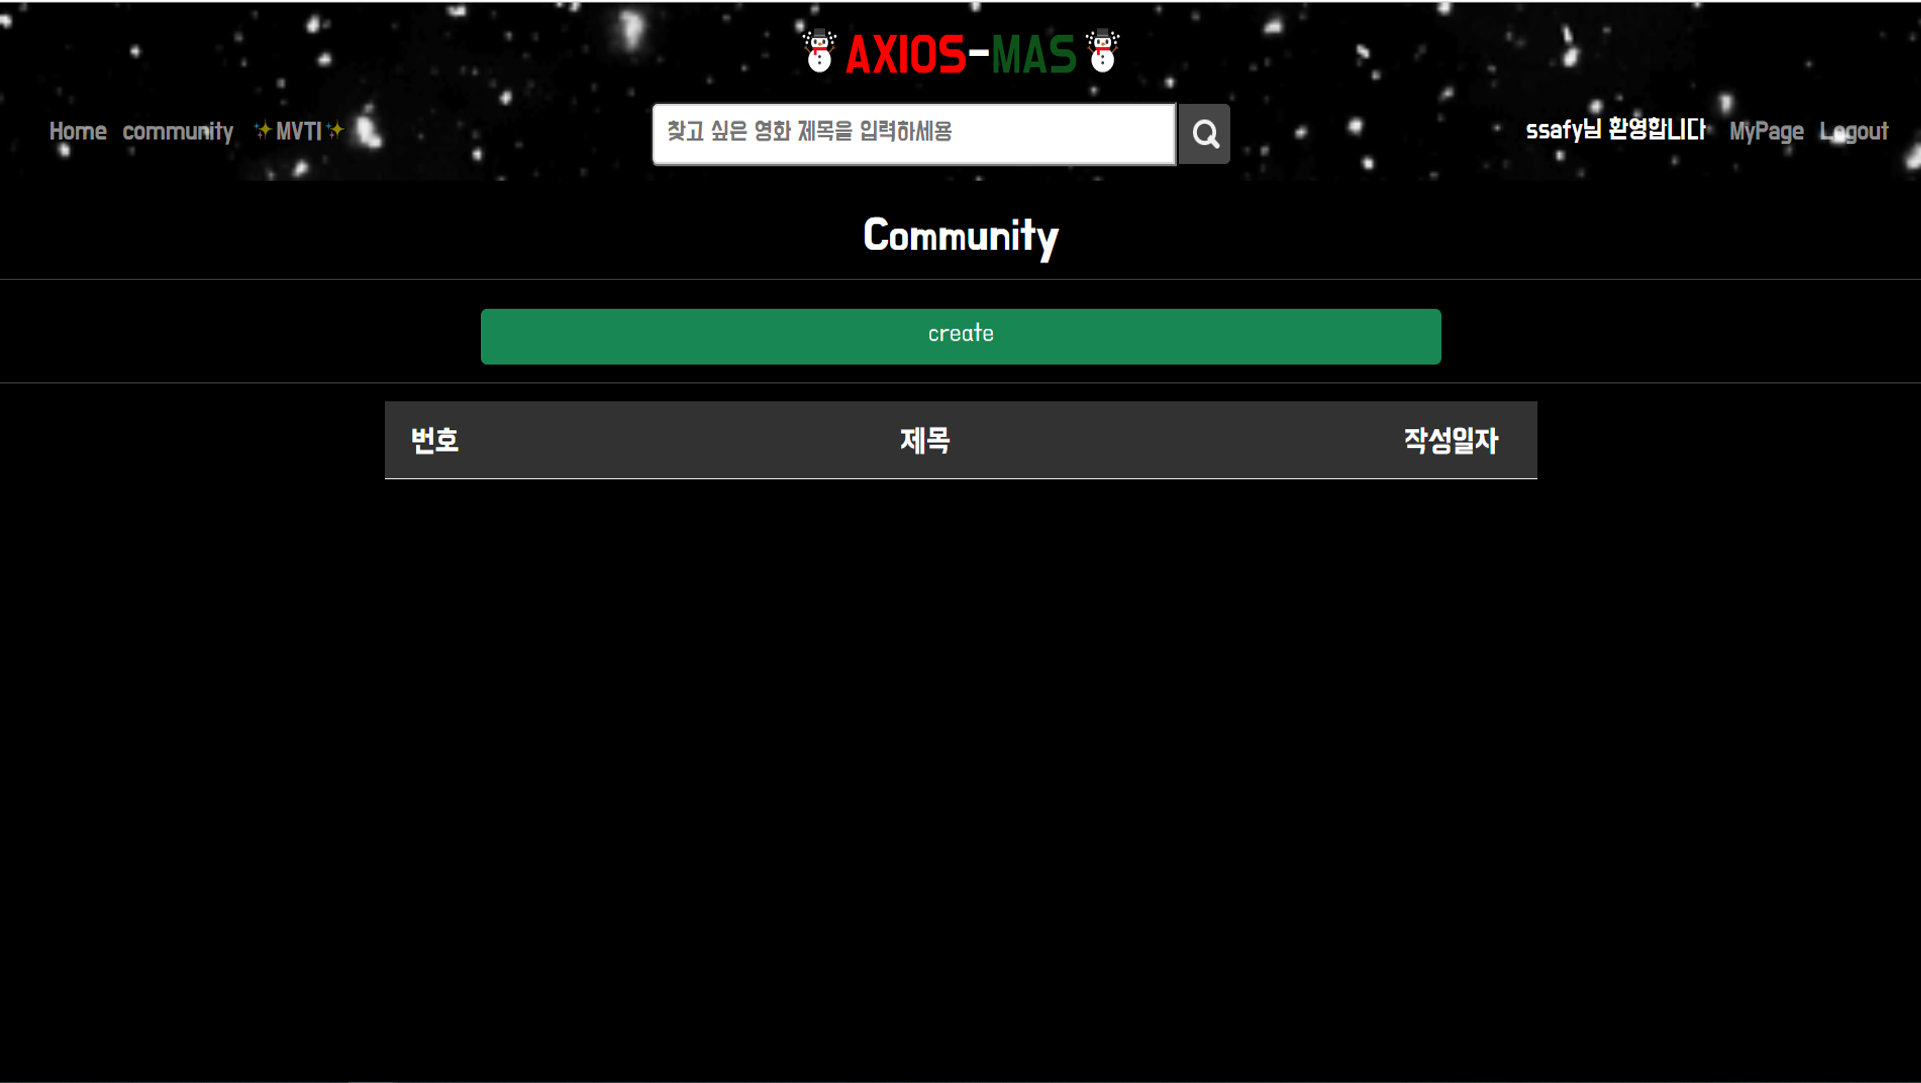 AXIOS-MAS
Home community ✨MVTI✨
찾고 싶은 영화 제목을 입력하세용
ssafy님 환영합니다 MyPage Logout
Community
create
번호 제목 작성일자